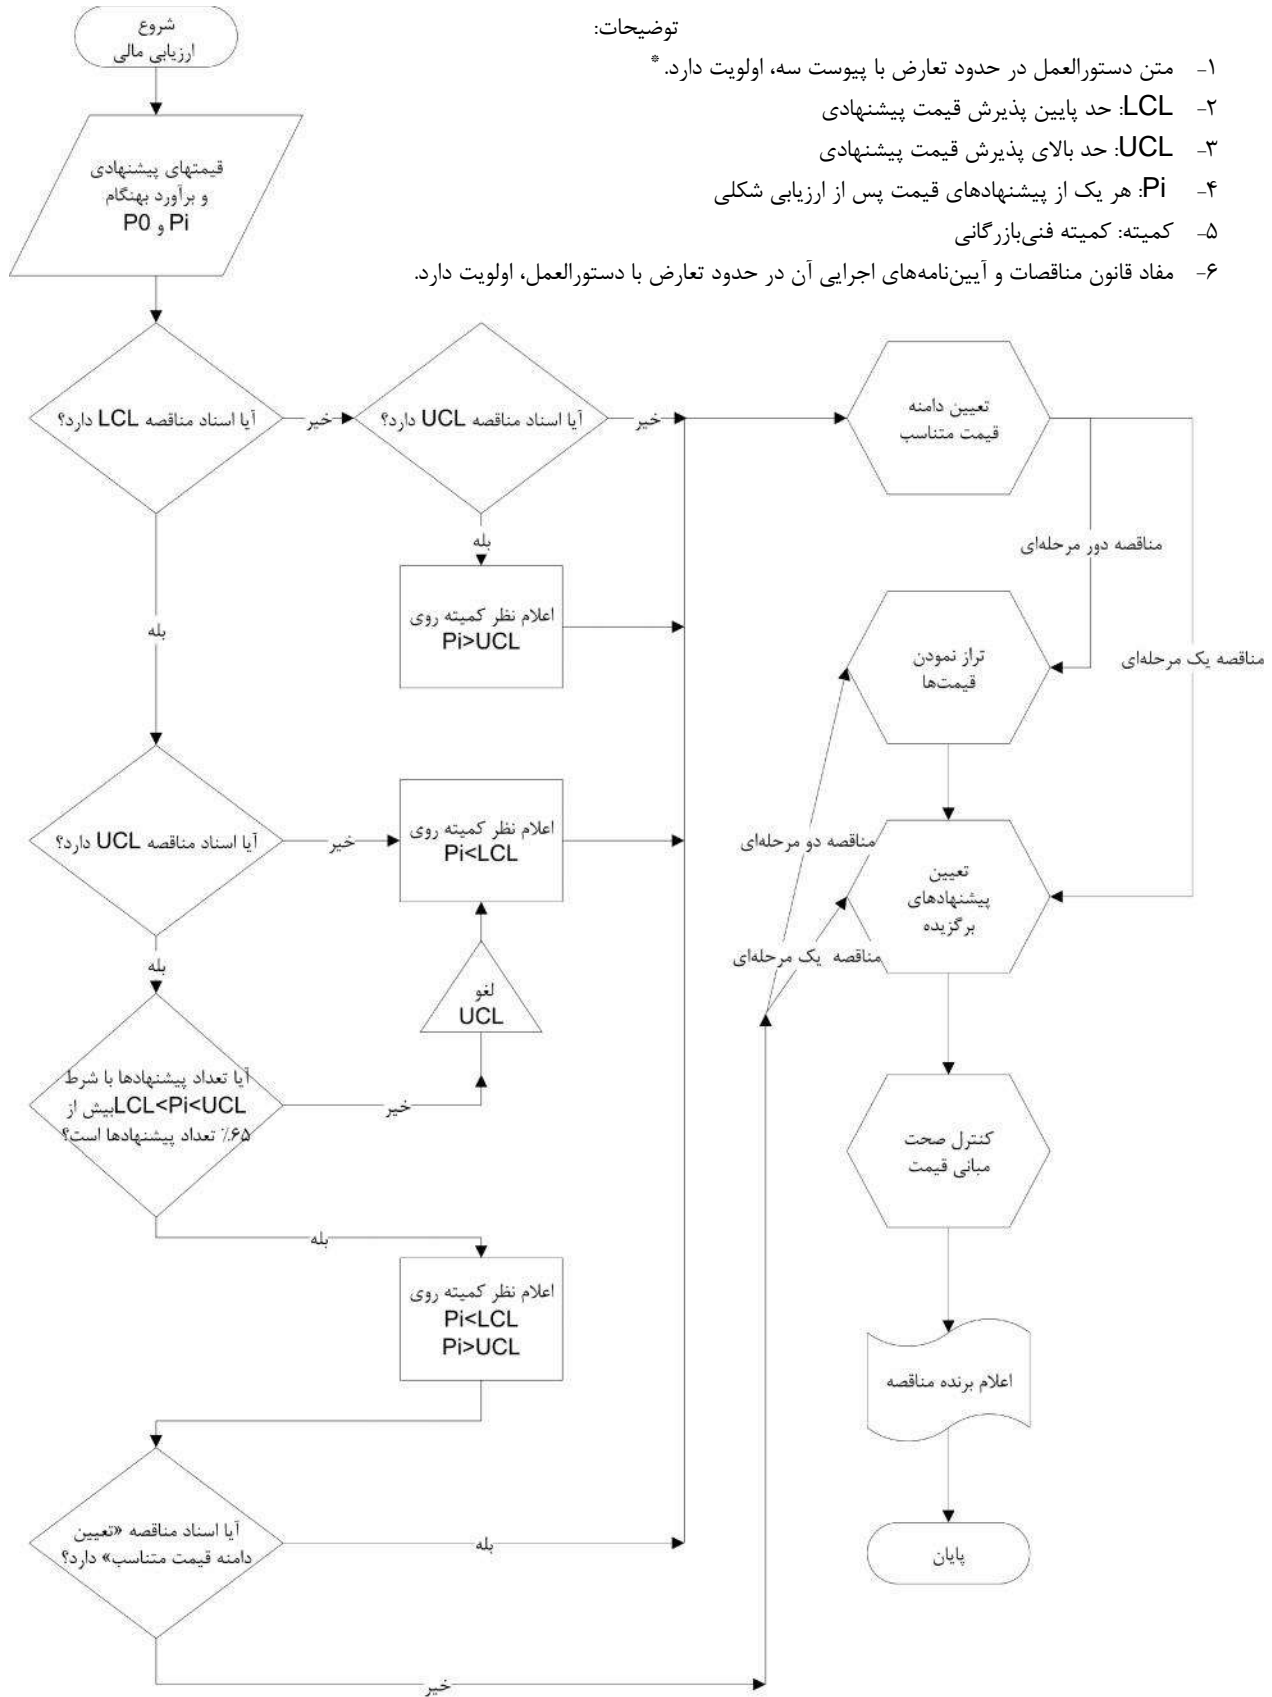 توضیحات:
۱- متن دستورالعمل در حدود تعارض با پیوست سه، اولویت دارد.*
۲- LCL: حد پایین پذیرش قیمت پیشنهادی
۳- UCL: حد بالای پذیرش قیمت پیشنهادی
۴- Pi: هر یک از پیشنهادهای قیمت پس از ارزیابی شکلی
۵- کمیته: کمیته فنی‌بازرگانی
۶- مفاد قانون مناقصات و آیین‌نامه‌های اجرایی آن در حدود تعارض با دستورالعمل، اولویت دارد.
شروع
ارزیابی مالی
قیمتهای پیشنهادی
و برآورد بهنگام
Pi و P0
آیا اسناد مناقصه LCL دارد؟
خیر
آیا اسناد مناقصه UCL دارد؟
خیر
تعیین دامنه
قیمت متناسب
بله
اعلام نظر کمیته روی
Pi>UCL
مناقصه دور مرحله‌ای
مناقصه یک مرحله‌ای
تراز نمودن
قیمت‌ها
بله
آیا اسناد مناقصه UCL دارد؟
خیر
اعلام نظر کمیته روی
Pi<LCL
مناقصه دو مرحله‌ای
تعیین
پیشنهادهای
برگزیده
مناقصه یک مرحله‌ای
بله
لغو
UCL
آیا تعداد پیشنهادها با شرط
LCL<Pi<UCLبیش از
۶۵٪ تعداد پیشنهادها است؟
خیر
کنترل صحت
مبانی قیمت
بله
اعلام نظر کمیته روی
Pi<LCL
Pi>UCL
اعلام برنده مناقصه
آیا اسناد مناقصه «تعیین
دامنه قیمت متناسب» دارد؟
بله
پایان
خیر